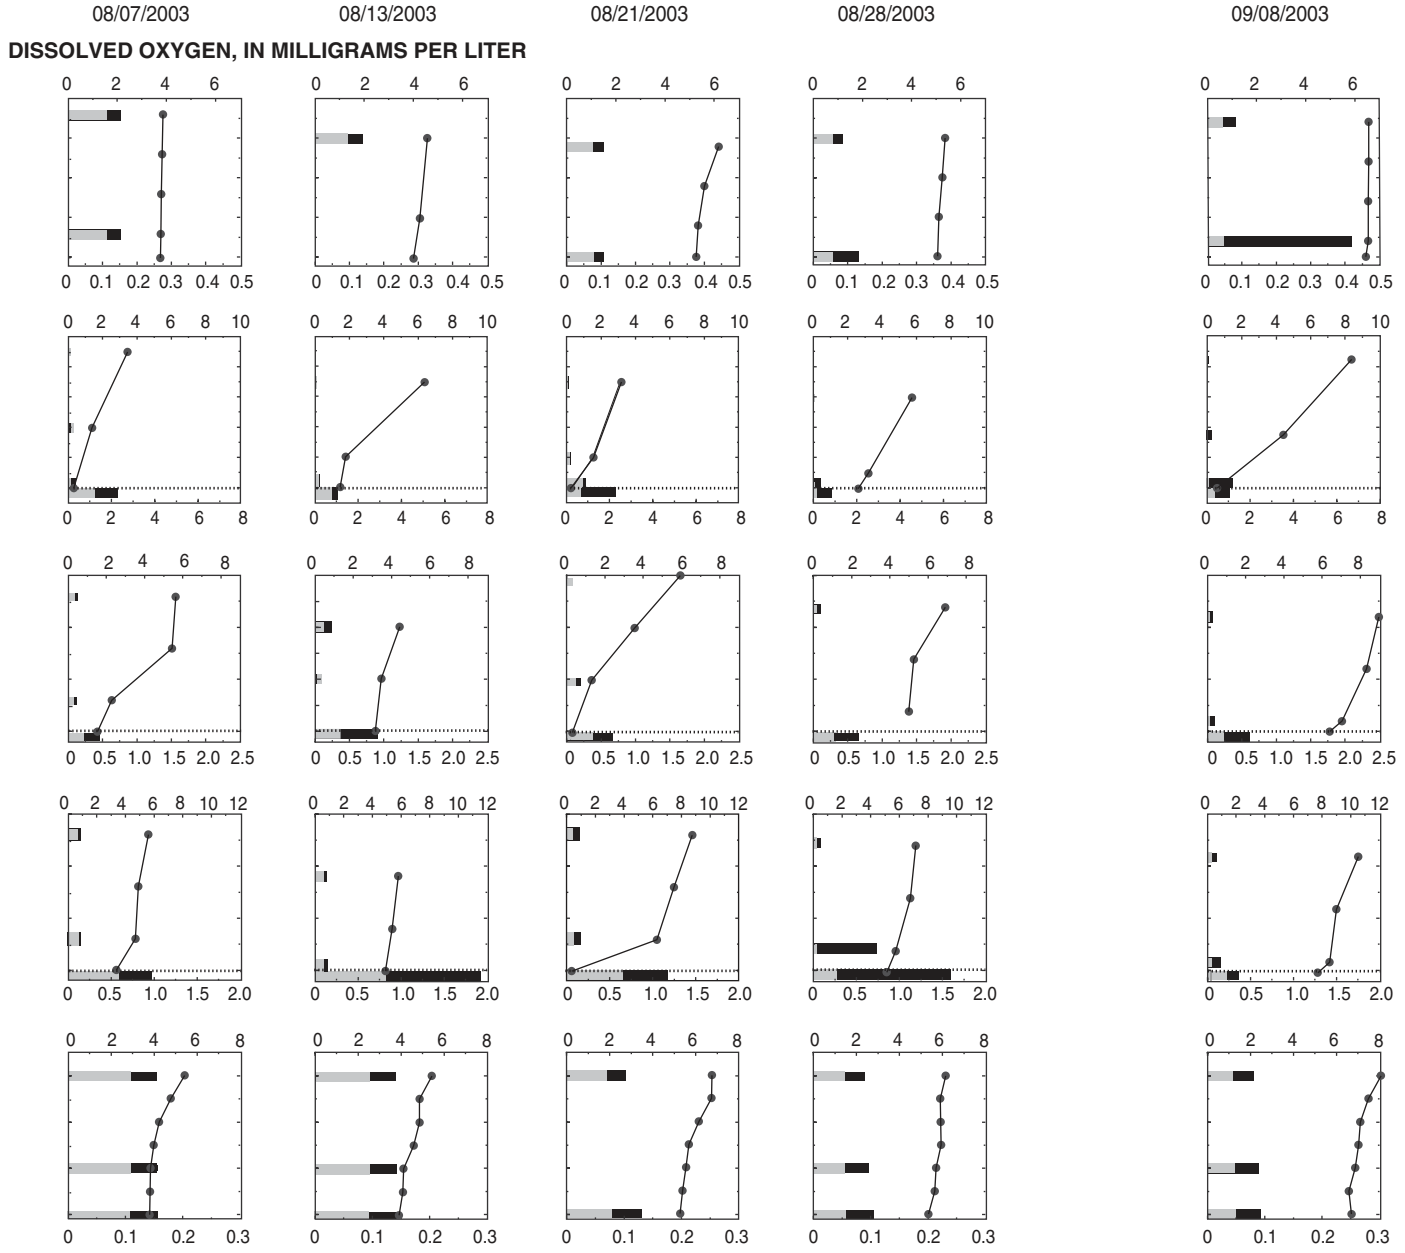 08/07/2003 08/13/2003 08/21/2003 08/28/2003 09/08/2003
DISSOLVED OXYGEN, IN MILLIGRAMS PER LITER
0 2 4 6 0 2 4 6 0 2 4 6 0 2 4 6 0 2 4 6
0 0.1 0.2 0.3 0.4 0.5 0 0.1 0.2 0.3 0.4 0.5 0 0.1 0.2 0.3 0.4 0.5 0 0.1 0.2 0.3 0.4 0.5 0 0.1 0.2 0.3 0.4 0.5
0 2 4 6 8 10 0 2 4 6 8 10 0 2 4 6 8 10 0 2 4 6 8 10 0 2 4 6 8 10
0 2 4 6 8 0 2 4 6 8 0 2 4 6 8 0 2 4 6 8 0 2 4 6 8
0 2 4 6 8 0 2 4 6 8 0 2 4 6 8 0 2 4 6 8 0 2 4 6 8
0 0.5 1.0 1.5 2.0 2.5 0 0.5 1.0 1.5 2.0 2.5 0 0.5 1.0 1.5 2.0 2.5 0 0.5 1.0 1.5 2.0 2.5 0 0.5 1.0 1.5 2.0 2.5
0 2 4 6 8 10 12 0 2 4 6 8 10 12 0 2 4 6 8 10 12 0 2 4 6 8 10 12 0 2 4 6 8 10 12
0 0.5 1.0 1.5 2.0 0 0.5 1.0 1.5 2.0 0 0.5 1.0 1.5 2.0 0 0.5 1.0 1.5 2.0 0 0.5 1.0 1.5 2.0
0 2 4 6 8 0 2 4 6 8 0 2 4 6 8 0 2 4 6 8 0 2 4 6 8
0 0.1 0.2 0.3 0 0.1 0.2 0.3 0 0.1 0.2 0.3 0 0.1 0.2 0.3 0 0.1 0.2 0.3